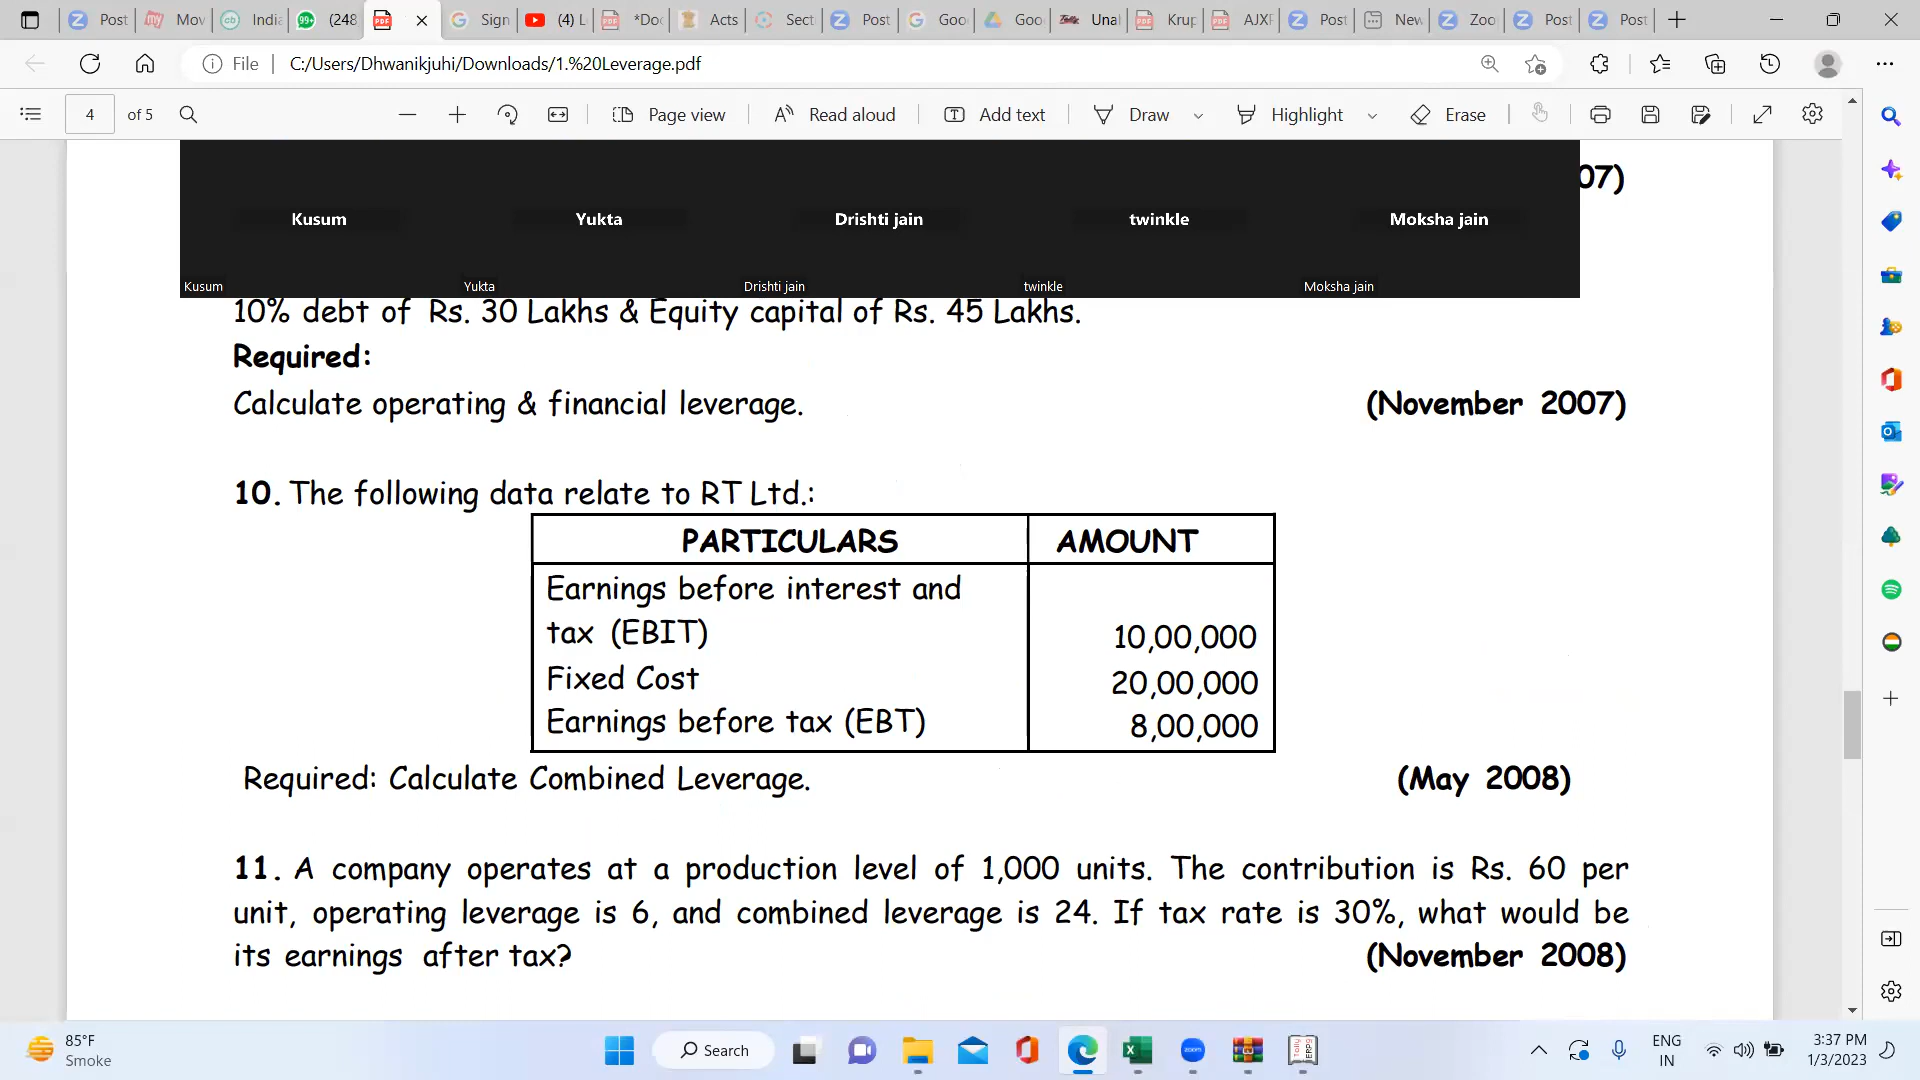 Post
Mov
India
(248
Sign
(4) L
*Doc
Acts
Sect
Post
Goo
Goo
Una
Krup
AJXP
Post
New
Zoo
Post
Post
File
C:/Users/Dhwanikjuhi/Downloads/1.%20Leverage.pdf
4 of 5
Page view
Read aloud
Add text
Draw
Highlight
Erase
07)
Kusum
Yukta
Drishti jain
twinkle
Moksha jain
Kusum
Yukta
Drishti jain
twinkle
Moksha jain
10% debt of Rs. 30 Lakhs & Equity capital of Rs. 45 Lakhs.
Required:
Calculate operating & financial leverage. (November 2007)
10. The following data relate to RT Ltd.:
PARTICULARS AMOUNT
Earnings before interest and
tax (EBIT) 10,00,000
Fixed Cost 20,00,000
Earnings before tax (EBT) 8,00,000
Required: Calculate Combined Leverage. (May 2008)
11. A company operates at a production level of 1,000 units. The contribution is Rs. 60 per
unit, operating leverage is 6, and combined leverage is 24. If tax rate is 30%, what would be
its earnings after tax? (November 2008)
85°F
Smoke
Search
ENG
IN
3:37 PM
1/3/2023